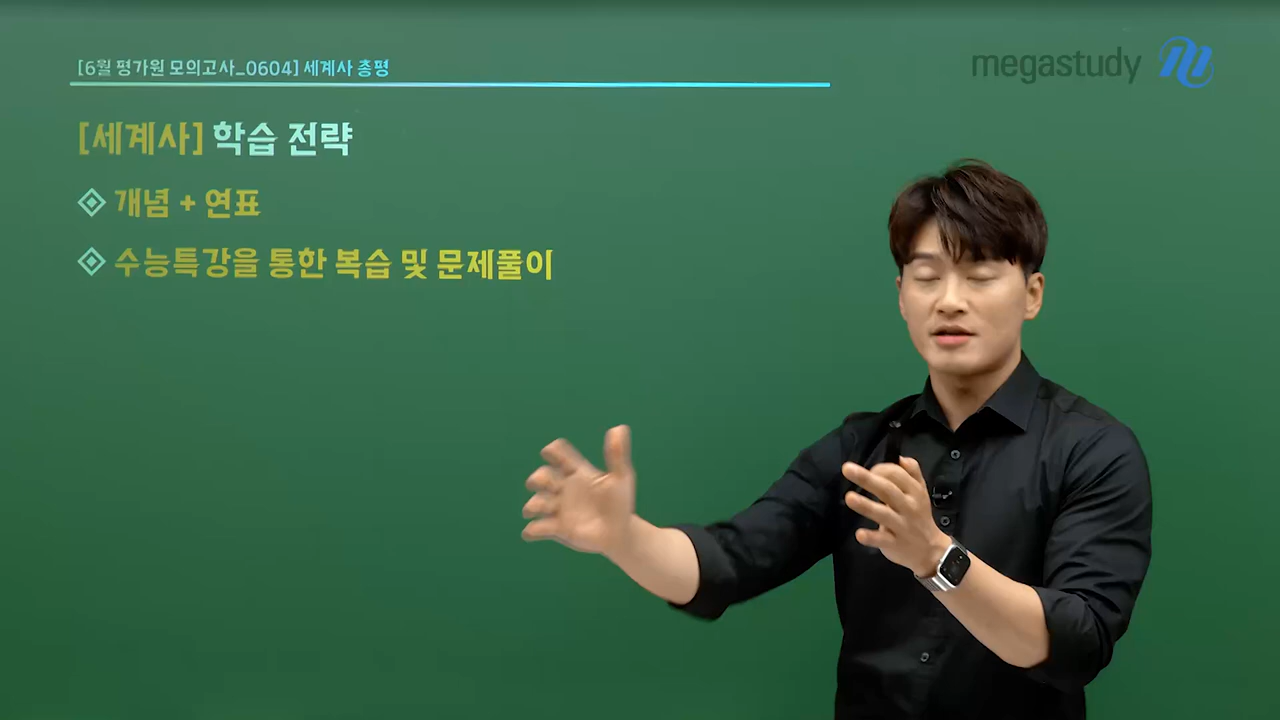 [6월 평가원 모의고사_0604] 세계사 총평
megastudy
[세계사] 학습 전략
개념 + 연표
수능특강을 통한 복습 및 문제풀이